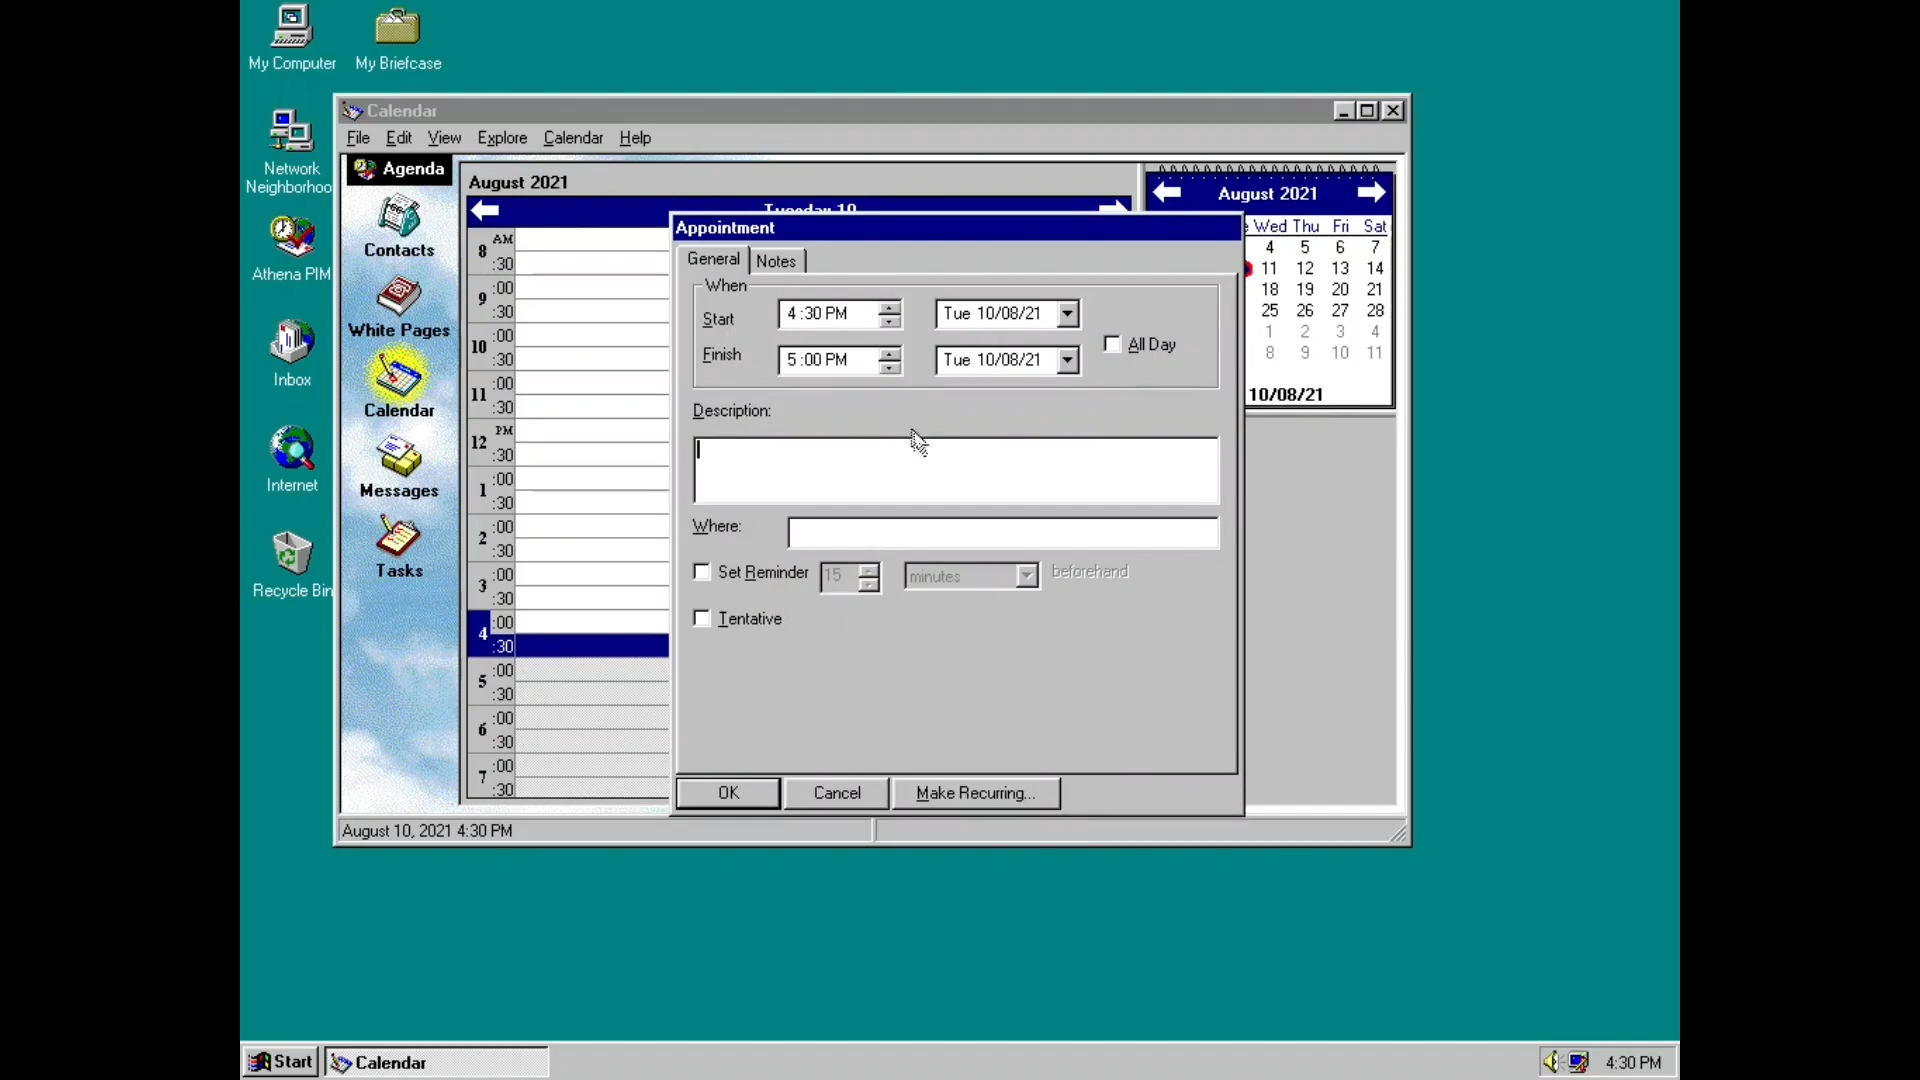 My Computer
My Briefcase
Network
Neighborhoo
Athena PIM
Inbox
Internet
Recycle Bin
Calendar
File Edit View Explore Calendar Help
Agenda
Contacts
White Pages
Calendar
Messages
Tasks
August 2021
Tuesday 10
8 AM
:30
9 :00
:30
10 :00
:30
11 :00
:30
12 PM
:30
1 :00
:30
2 :00
:30
3 :00
:30
4 :00
:30
5 :00
:30
6 :00
:30
7 :00
:30
August 2021
Wed Thu Fri Sat
4 5 6 7
11 12 13 14
18 19 20 21
25 26 27 28
1 2 3 4
8 9 10 11
10/08/21
Appointment
General Notes
When
Start 4:30 PM Tue 10/08/21
Finish 5:00 PM Tue 10/08/21
All Day
Description:
Where:
Set Reminder 15 minutes beforehand
Tentative
OK Cancel Make Recurring...
August 10, 2021 4:30 PM
Start Calendar 4:30 PM